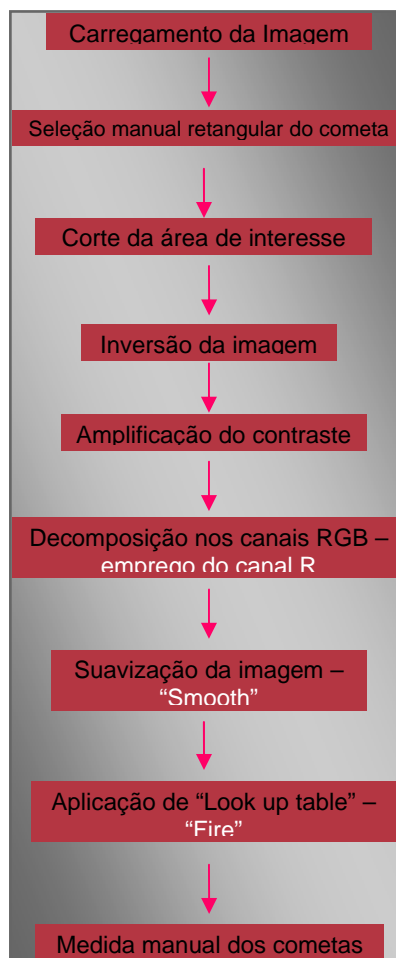 Carregamento da Imagem
Seleção manual retangular do cometa
Corte da área de interesse
Inversão da imagem
Amplificação do contraste
Decomposição nos canais RGB –
emprego do canal R
Suavização da imagem –
“Smooth”
Aplicação de “Look up table” –
“Fire”
Medida manual dos cometas